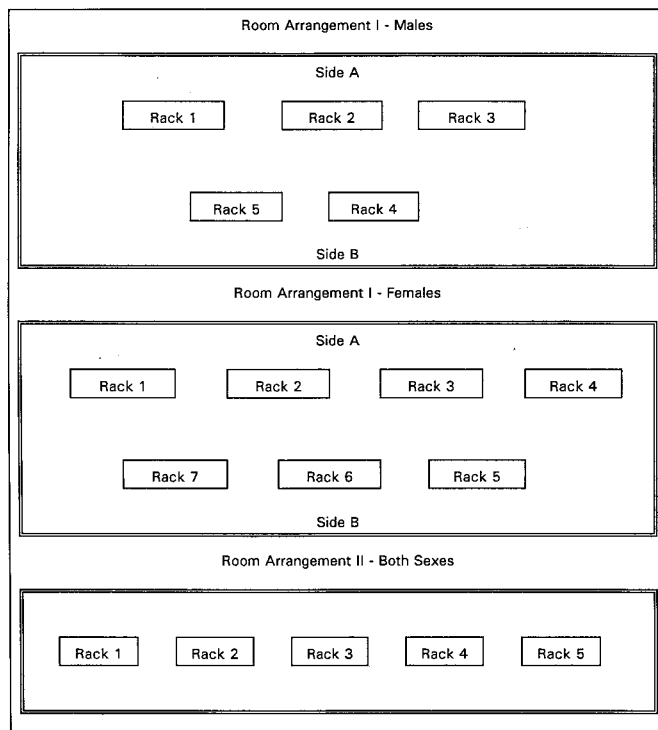 Room Arrangement I - Males
Side A
Rack 1 Rack 2 Rack 3
Rack 5 Rack 4
Side B
Room Arrangement I - Females
Side A
Rack 1 Rack 2 Rack 3 Rack 4
Rack 7 Rack 6 Rack 5
Side B
Room Arrangement II - Both Sexes
Rack 1 Rack 2 Rack 3 Rack 4 Rack 5